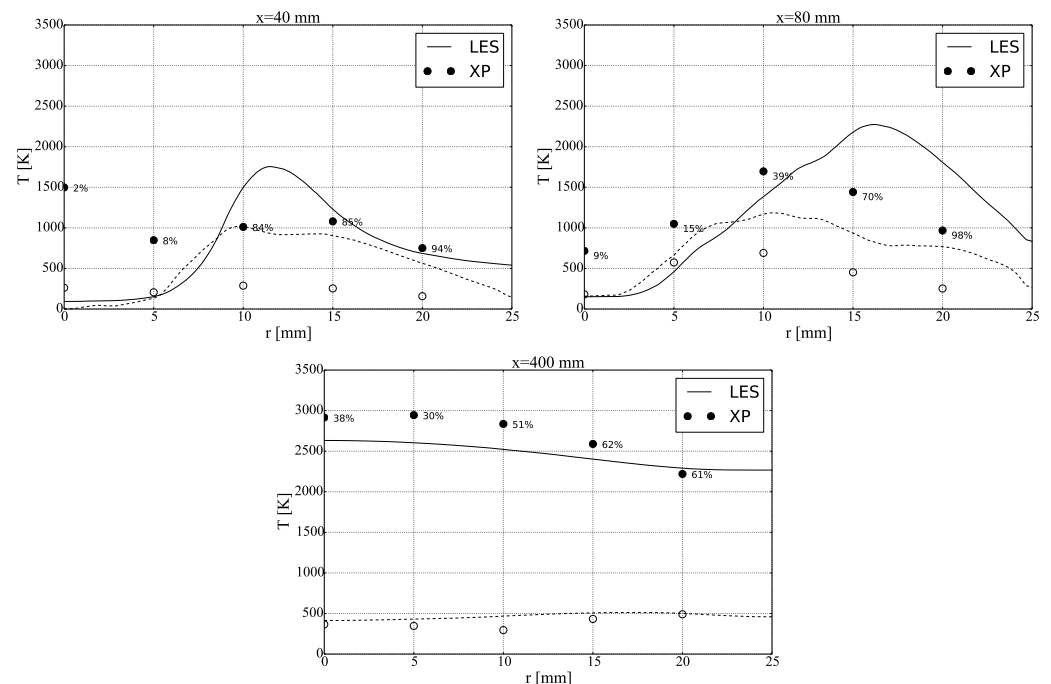 x=40 mm
3500
3000
2500
2000
1500
1000
500
0
T [K]
2%
8%
84%
85%
94%
LES
XP
0 5 10 15 20 25
r [mm]
x=80 mm
3500
3000
2500
2000
1500
1000
500
0
T [K]
9%
15%
39%
70%
98%
LES
XP
0 5 10 15 20 25
r [mm]
x=400 mm
3500
3000
2500
2000
1500
1000
500
0
T [K]
38%
30%
51%
62%
61%
LES
XP
0 5 10 15 20 25
r [mm]